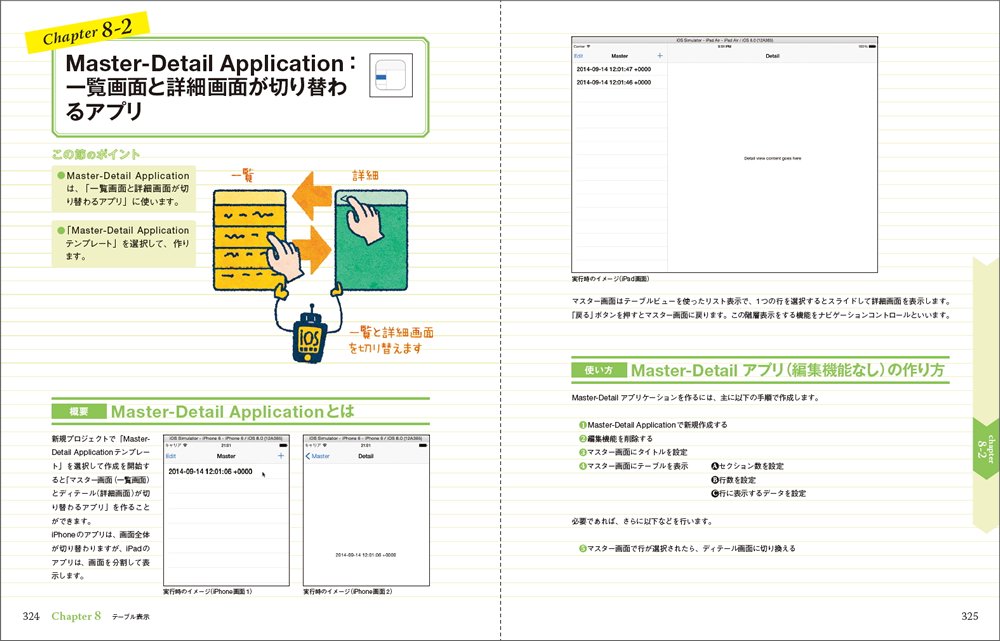 Chapter 8-2
Master-Detail Application：
一覧画面と詳細画面が切り替わ
るアプリ
この節のポイント
●Master-Detail Application
は、「一覧画面と詳細画面が切
り替わるアプリ」に使います。
●「Master-Detail Application
テンプレート」を選択して、作り
ます。
一覧
詳細
iOS
一覧と詳細画面
を切り替えます
概要
Master-Detail Applicationとは
新規プロジェクトで「Master-
Detail Applicationテンプレー
ト」を選択して作成を開始す
ると「マスター画面（一覧画面）
とディテール（詳細画面）が切
り替わるアプリ」を作ること
ができます。
iPhoneのアプリは、画面全体
が切り替わりますが、iPadの
アプリは、画面を分割して表
示します。
iOS Simulator - iPhone 6 - iPhone 6 / iOS 8.0 (12A365)
キャリア
21:01
Edit
Master
+
2014-09-14 12:01:06 +0000
実行時のイメージ（iPhone画面1）
iOS Simulator - iPhone 6 - iPhone 6 / iOS 8.0 (12A365)
キャリア
21:01
Master
Detail
2014-09-14 12:01:06 +0000
実行時のイメージ（iPhone画面2）
324
Chapter 8
テーブル表示
iOS Simulator - iPad Air - iPad Air / iOS 8.0 (12A365)
Carrier
9:01 PM
100%
Edit
Master
+
Detail
2014-09-14 12:01:47 +0000
2014-09-14 12:01:46 +0000
Detail view content goes here
実行時のイメージ（iPad画面）
マスター画面はテーブルビューを使ったリスト表示で、1つの行を選択するとスライドして詳細画面を表示します。
「戻る」ボタンを押すとマスター画面に戻ります。この階層表示をする機能をナビゲーションコントロールといいます。
使い方
Master-Detail アプリ（編集機能なし）の作り方
Master-Detail アプリケーションを作るには、主に以下の手順で作成します。
❶Master-Detail Applicationで新規作成する
❷編集機能を削除する
❸マスター画面にタイトルを設定
❹マスター画面にテーブルを表示
Ⓐセクション数を設定
Ⓑ行数を設定
Ⓒ行に表示するデータを設定
必要であれば、さらに以下などを行います。
❺マスター画面で行が選択されたら、ディテール画面に切り換える
chapter
8-2
325